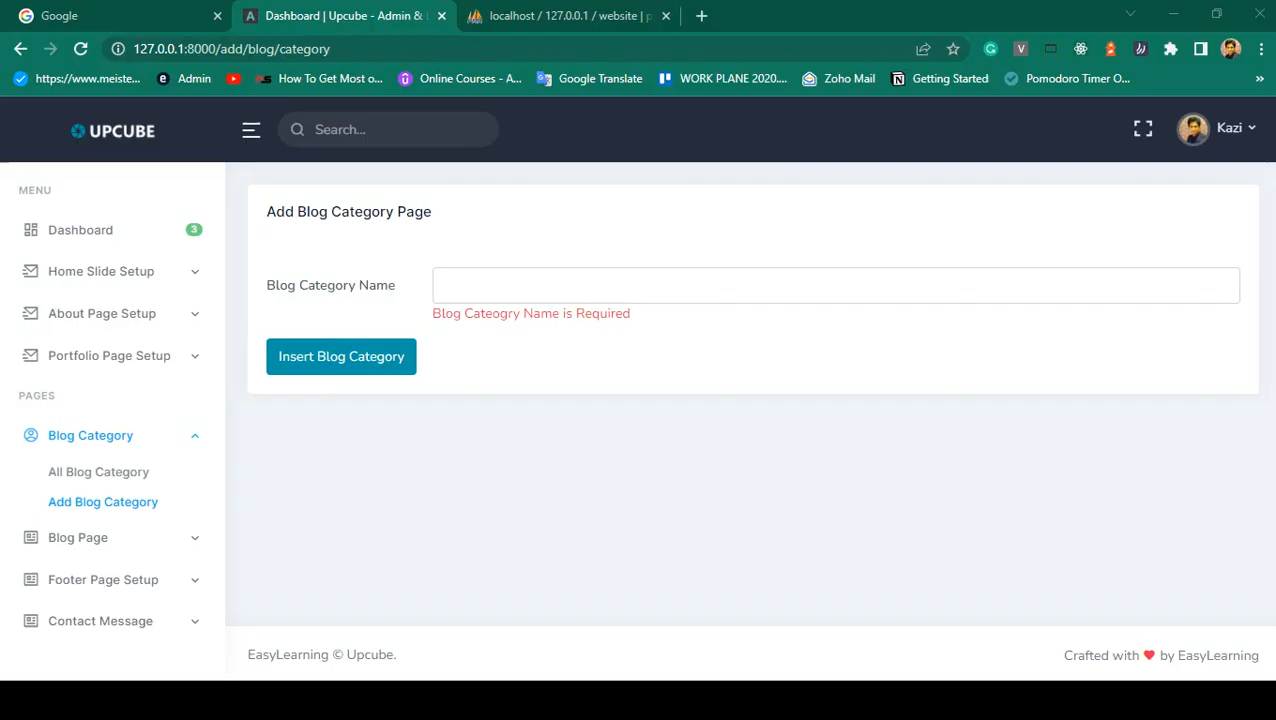 Google
Dashboard | Upcube - Admin &
localhost / 127.0.0.1 / website | p
127.0.0.1:8000/add/blog/category
https://www.meiste...
Admin
How To Get Most o...
Online Courses - A...
Google Translate
WORK PLANE 2020....
Zoho Mail
Getting Started
Pomodoro Timer O...
UPCUBE
Search...
Kazi
MENU
Add Blog Category Page
Dashboard
3
Home Slide Setup
Blog Category Name
Blog Cateogry Name is Required
About Page Setup
Portfolio Page Setup
Insert Blog Category
PAGES
Blog Category
All Blog Category
Add Blog Category
Blog Page
Footer Page Setup
Contact Message
EasyLearning © Upcube.
Crafted with ❤ by EasyLearning